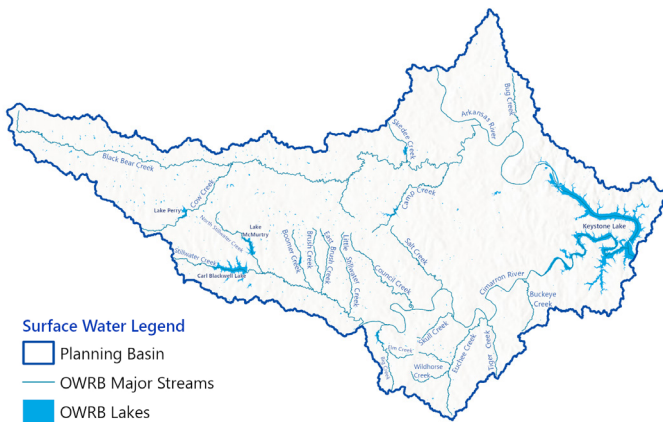 Bug Creek
Arkansas River
Skedee Creek
Black Bear Creek
Cow Creek
Camp Creek
Lake Perry
North Stillwater Creek
Lake
McMurtry
Keystone Lake
Stillwater Creek
Boomer Creek
Brush Creek
East Brush Creek
Little Stillwater Creek
Salt Creek
Council Creek
Carl Blackwell Lake
Cimarron River
Buckeye
Creek
Surface Water Legend
Planning Basin
OWRB Major Streams
OWRB Lakes
Skull Creek
Elm Creek
Euchee Creek
Tiger Creek
Wildhorse
Creek